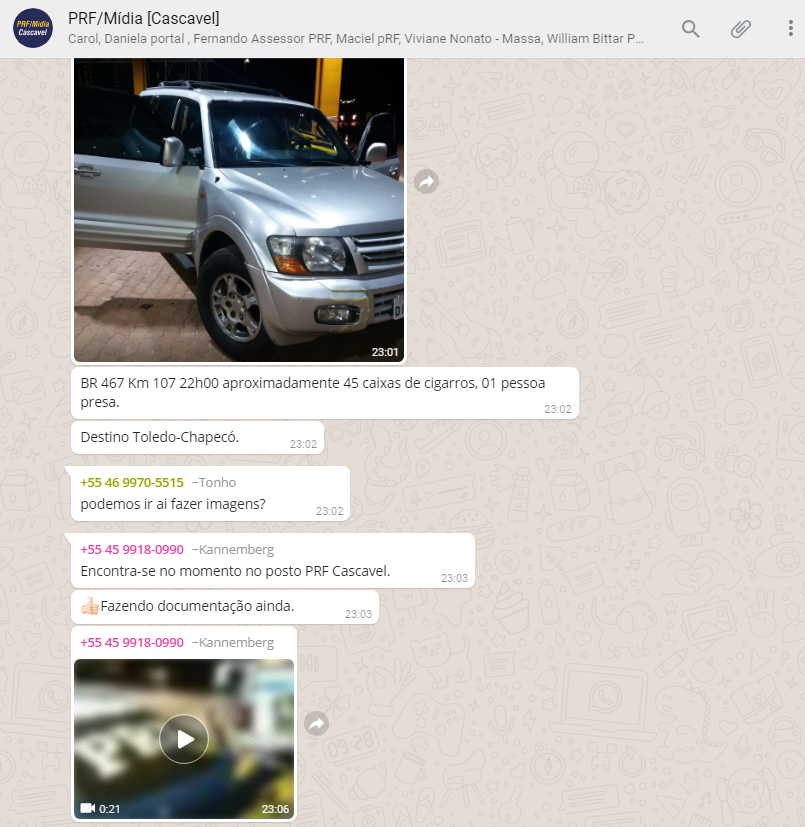 PRF/Mídia
Cascavel
PRF/Mídia [Cascavel]
Carol, Daniela portal , Fernando Assessor PRF, Maciel pRF, Viviane Nonato - Massa, William Bittar P...
23:01
BR 467 Km 107 22h00 aproximadamente 45 caixas de cigarros, 01 pessoa
presa.
23:02
Destino Toledo-Chapecó.
23:02
+55 46 9970-5515 ~Tonho
podemos ir ai fazer imagens?
23:02
+55 45 9918-0990 ~Kannemberg
Encontra-se no momento no posto PRF Cascavel.
23:03
👍🏻Fazendo documentação ainda.
23:03
+55 45 9918-0990 ~Kannemberg
0:21
23:06